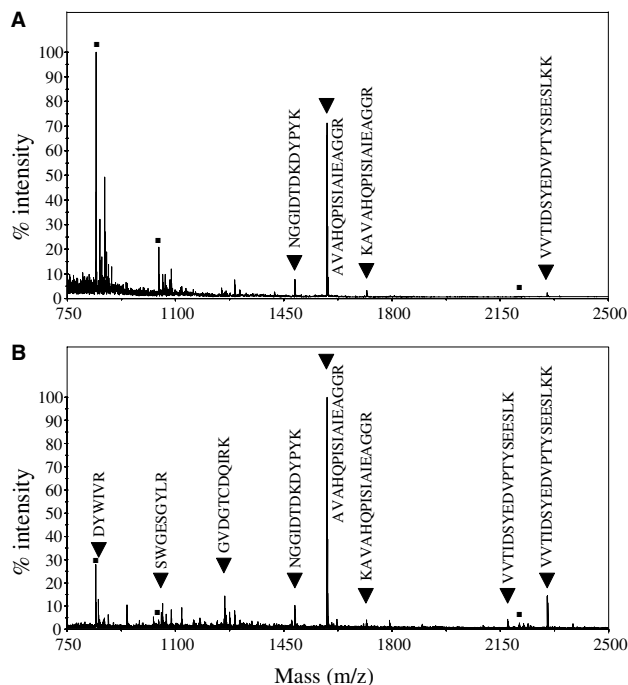 A
100
90
80
70
60
50
40
30
20
10
0
% intensity
NGGIDTDKDYPYK
AVAHQPISIAIEAGGR
KAVAHQPISIAIEAGGR
VVTIDSYEDVPTYSEESLKK
750 1100 1450 1800 2150 2500
B
100
90
80
70
60
50
40
30
20
10
0
% intensity
DYWIVR
SWGESGYLR
GVDGTCDQIRK
NGGIDTDKDYPYK
AVAHQPISIAIEAGGR
KAVAHQPISIAIEAGGR
VVTIDSYEDVPTYSEESLK
VVTIDSYEDVPTYSEESLKK
750 1100 1450 1800 2150 2500
Mass (m/z)